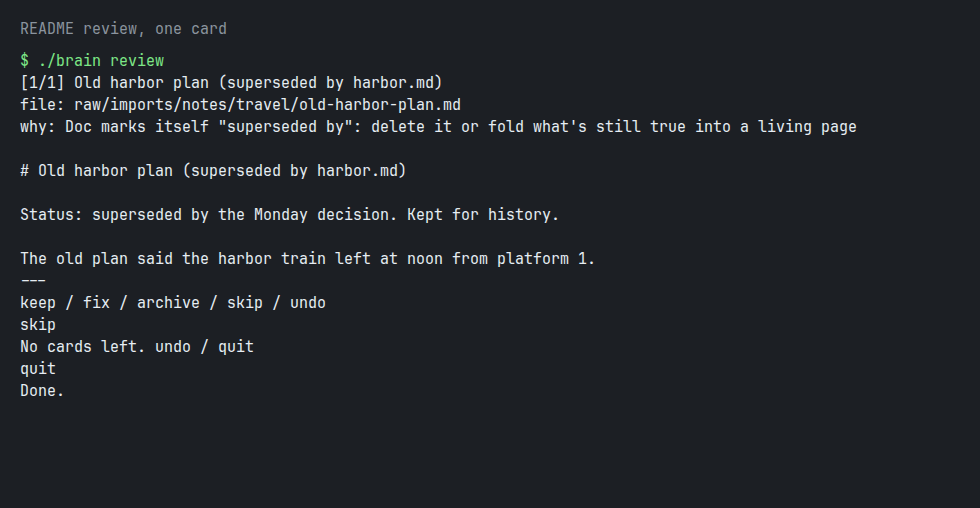 README review, one card
$ ./brain review
[1/1] Old harbor plan (superseded by harbor.md)
file: raw/imports/notes/travel/old-harbor-plan.md
why: Doc marks itself "superseded by": delete it or fold what's still true into a living page
# Old harbor plan (superseded by harbor.md)
Status: superseded by the Monday decision. Kept for history.
The old plan said the harbor train left at noon from platform 1.
---
keep / fix / archive / skip / undo
skip
No cards left. undo / quit
quit
Done.